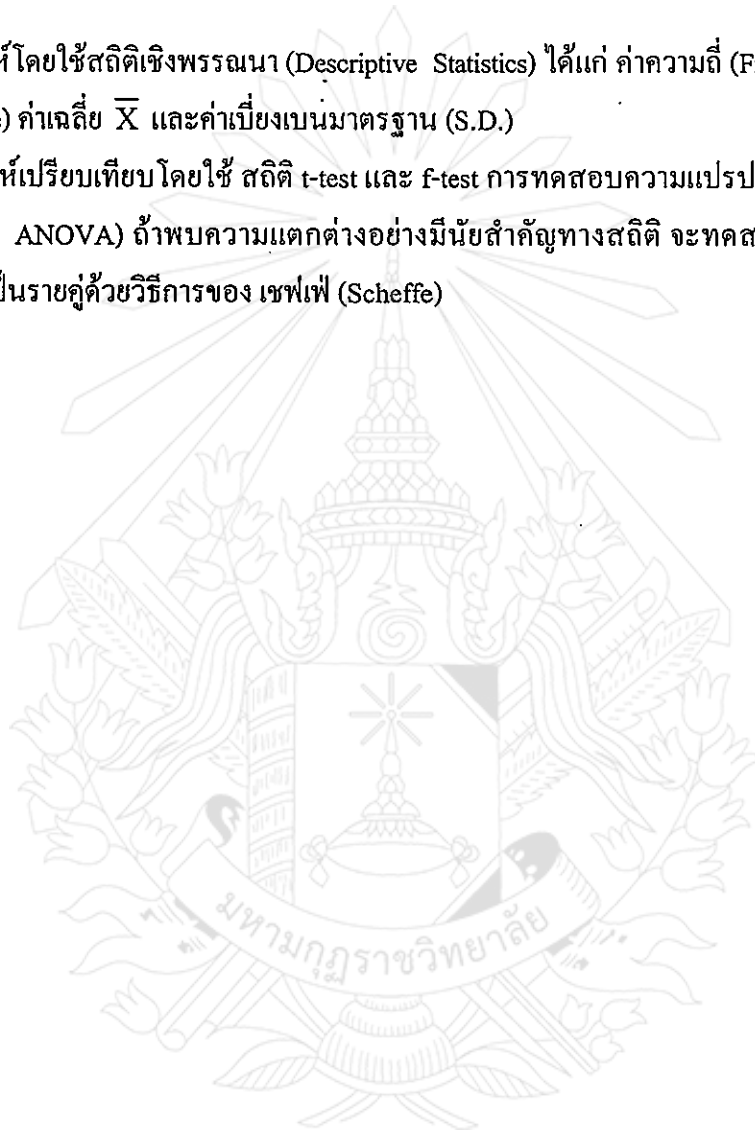 ห์โดยใช้สถิติเชิงพรรณนา (Descriptive Statistics) ได้แก่ ค่าความถี่ (F
) ค่าเฉลี่ย X̅ และค่าเบี่ยงเบนมาตรฐาน (S.D.)
ห์เปรียบเทียบโดยใช้ สถิติ t-test และ f-test การทดสอบความแปรป
ANOVA) ถ้าพบความแตกต่างอย่างมีนัยสำคัญทางสถิติ จะทดส
ป็นรายคู่ด้วยวิธีการของ เชฟเฟ่ (Scheffe)
มหามกุฏราชวิทยาลัย